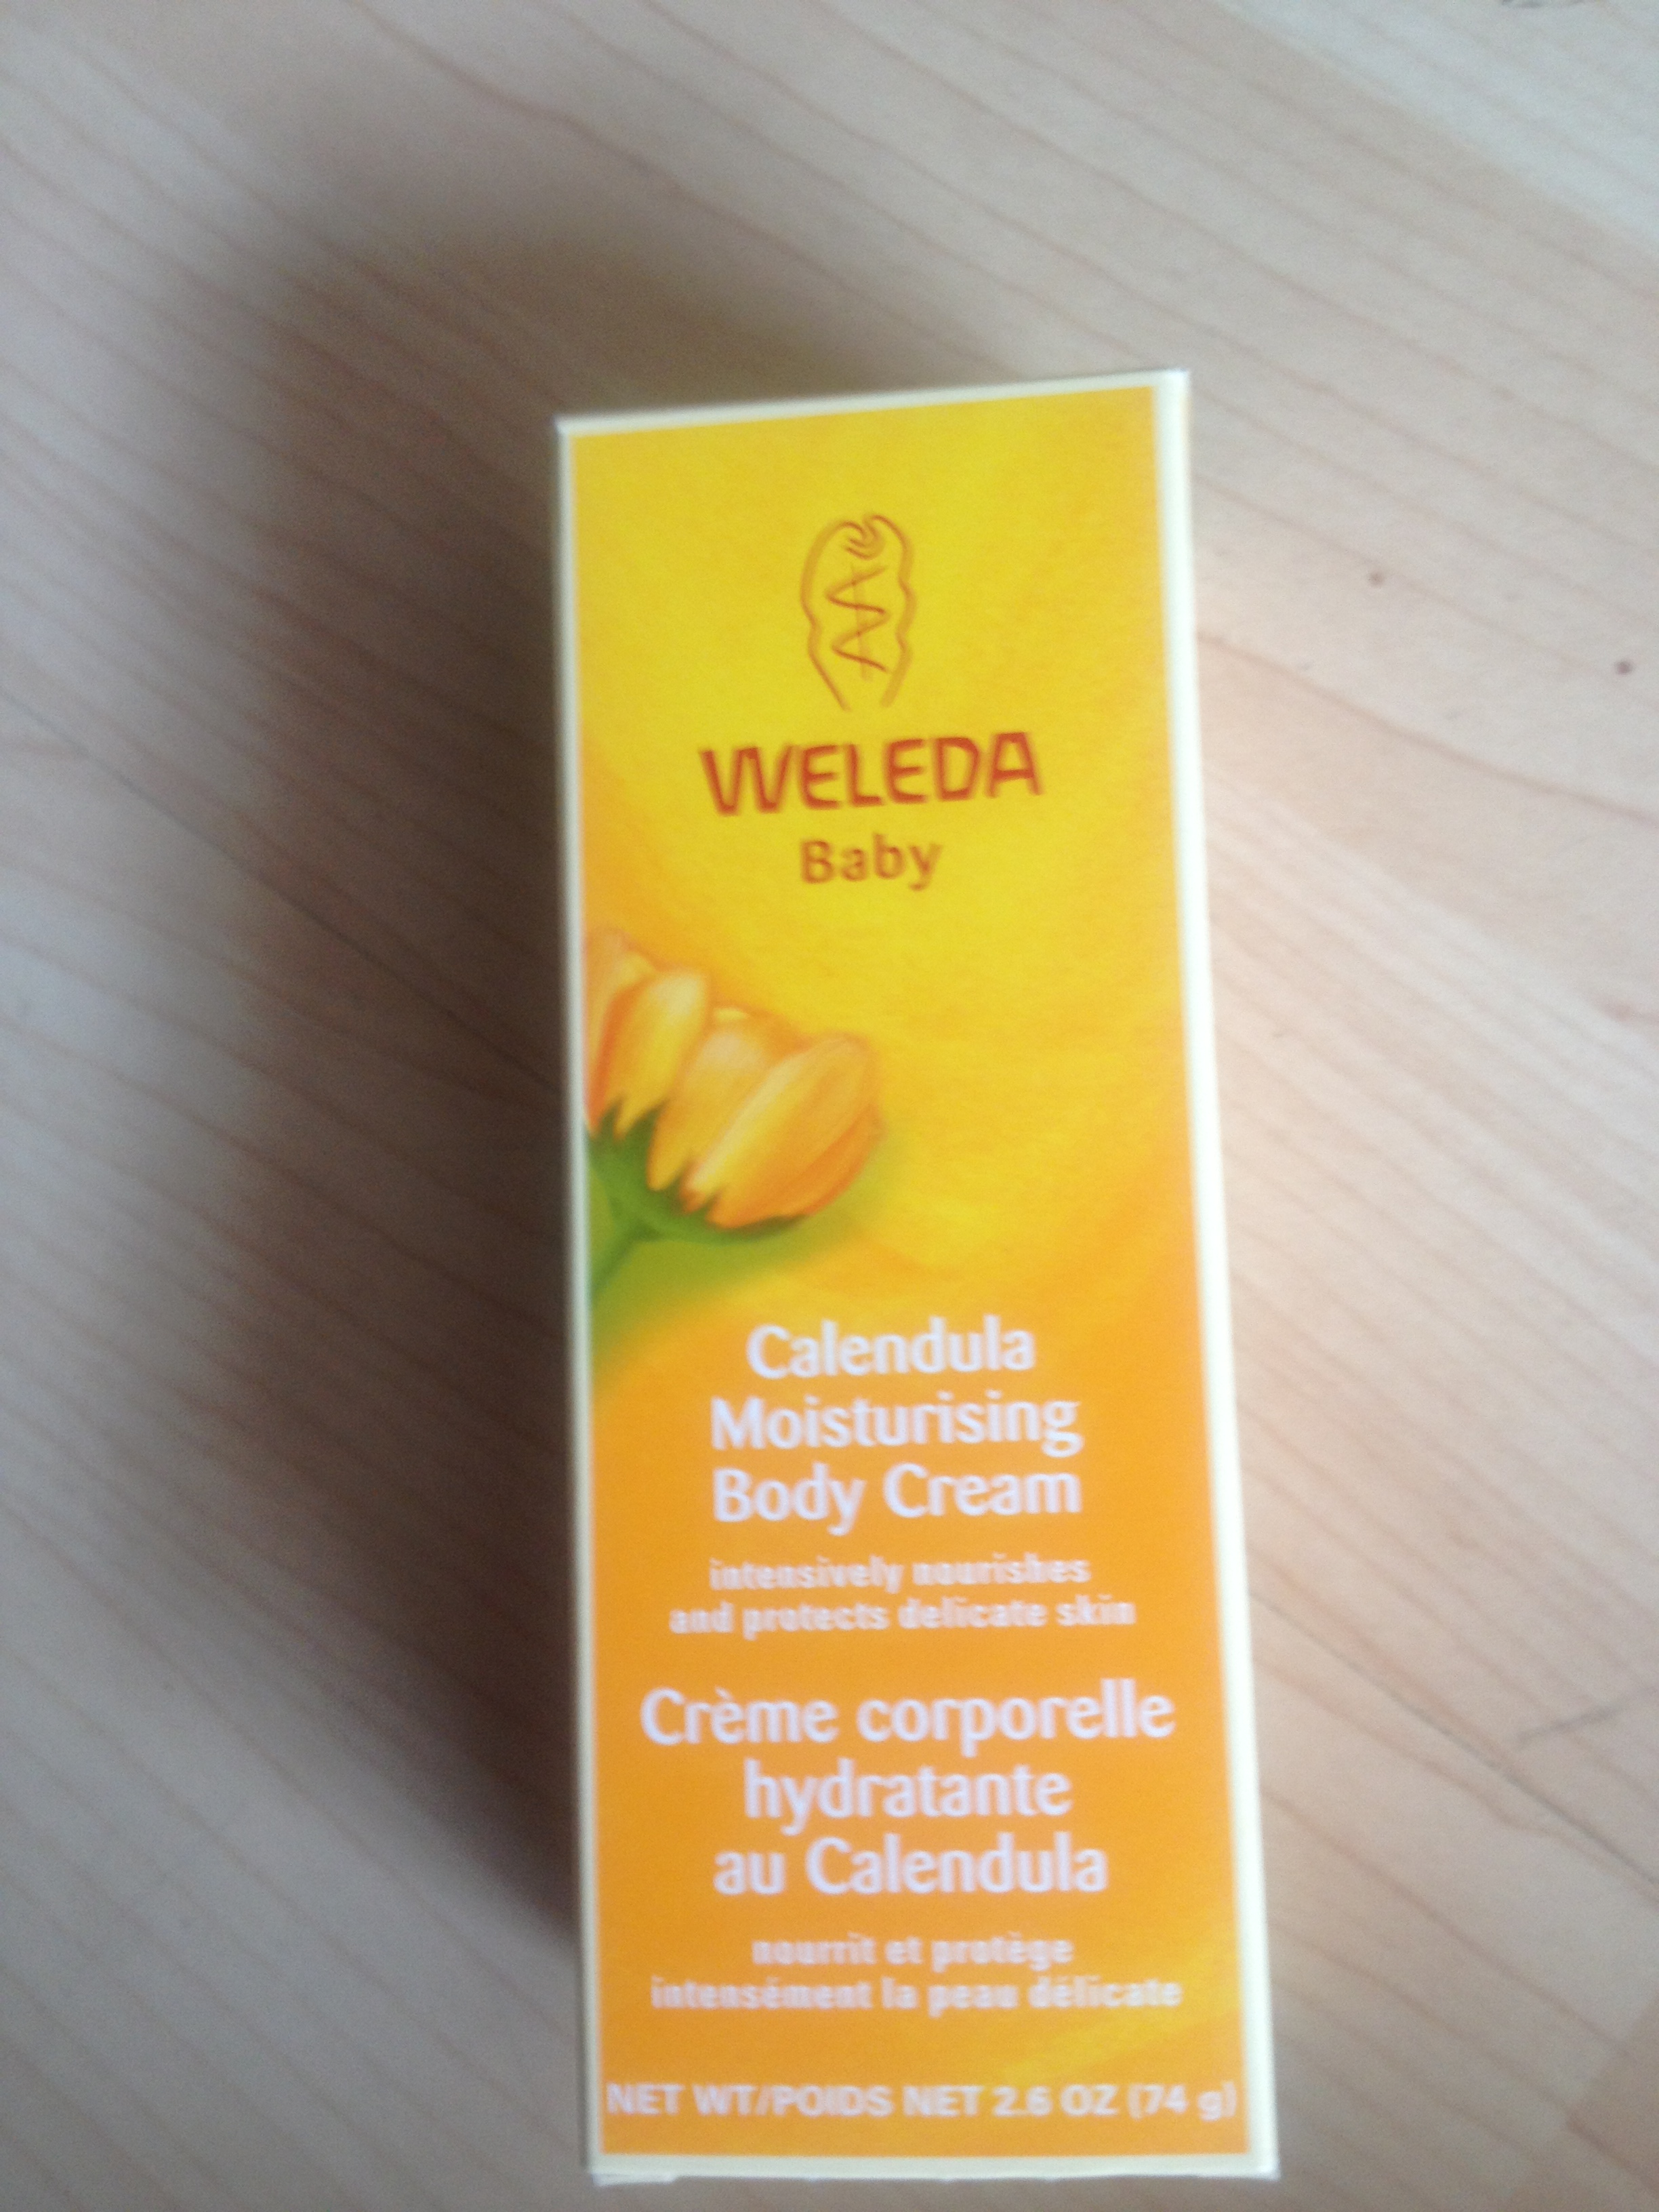 WELEDA
Baby
Calendula
Moisturising
Body Cream
intensively nourishes
and protects delicate skin
Crème corporelle
hydratante
au Calendula
nourrit et protège
intensément la peau délicate
NET WT/POIDS NET 2.6 OZ (74 g)